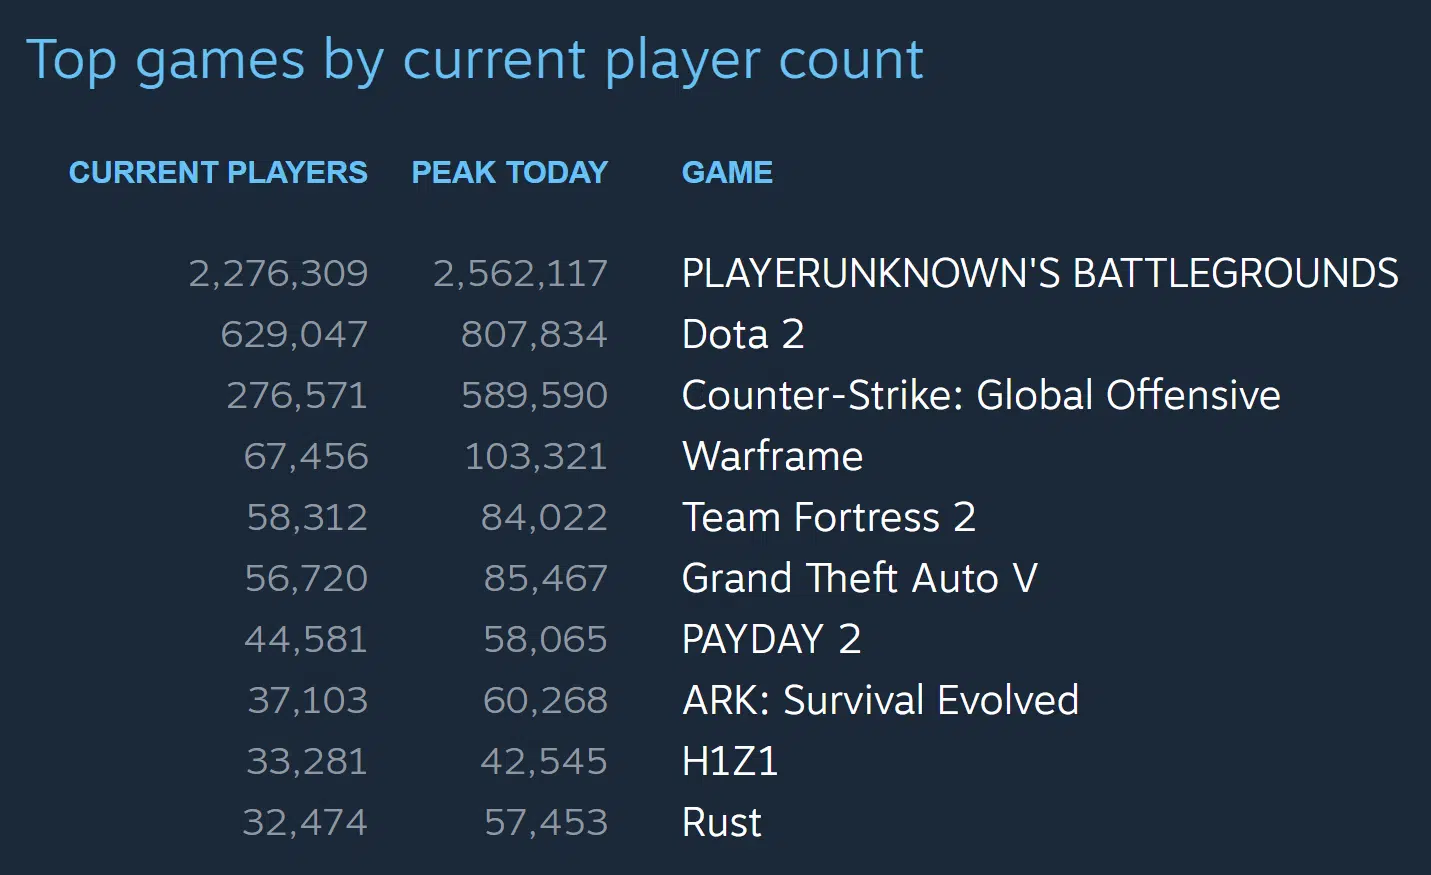 Top games by current player count
CURRENT PLAYERS PEAK TODAY GAME
2,276,309 2,562,117 PLAYERUNKNOWN'S BATTLEGROUNDS
629,047 807,834 Dota 2
276,571 589,590 Counter-Strike: Global Offensive
67,456 103,321 Warframe
58,312 84,022 Team Fortress 2
56,720 85,467 Grand Theft Auto V
44,581 58,065 PAYDAY 2
37,103 60,268 ARK: Survival Evolved
33,281 42,545 H1Z1
32,474 57,453 Rust